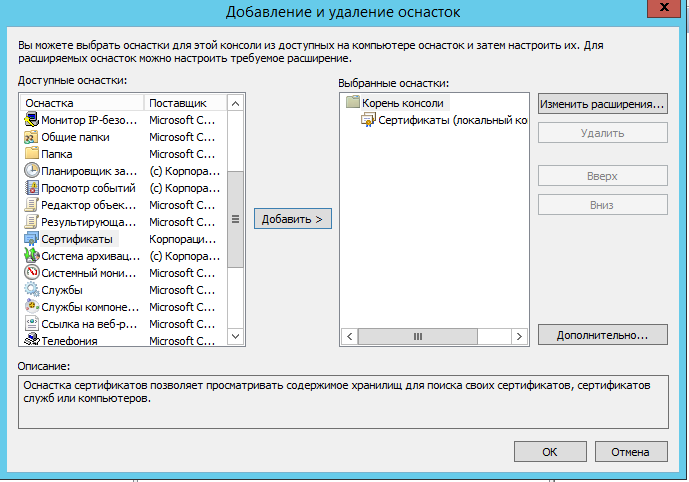 Добавление и удаление оснасток
x
Вы можете выбрать оснастки для этой консоли из доступных на компьютере оснасток и затем настроить их. Для
расширяемых оснасток можно настроить требуемое расширение.
Доступные оснастки:
Оснастка Поставщик
Монитор IP-безо... Microsoft C...
Общие папки Microsoft C...
Папка Microsoft C...
Планировщик за... (c) Корпора...
Просмотр событий (c) Корпора...
Редактор объек... Microsoft C...
Результирующа... Microsoft C...
Сертификаты Корпораци...
Система архивац... (c) Корпора...
Системный мони... Microsoft C...
Службы Microsoft C...
Службы компоне... Microsoft C...
Ссылка на веб-р... Microsoft C...
Телефония Microsoft C...
Добавить >
Выбранные оснастки:
Корень консоли
Сертификаты (локальный ко
Изменить расширения...
Удалить
Вверх
Вниз
Дополнительно...
Описание:
Оснастка сертификатов позволяет просматривать содержимое хранилищ для поиска своих сертификатов, сертификатов
служб или компьютеров.
ОК
Отмена